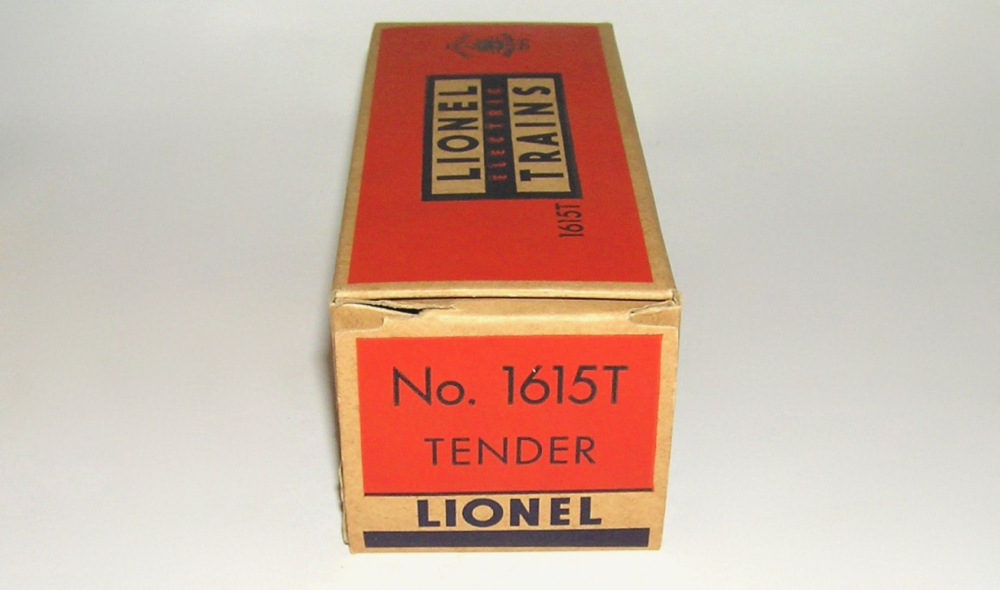 LIONEL
ELECTRIC
TRAINS
1615T
No. 1615T
TENDER
LIONEL